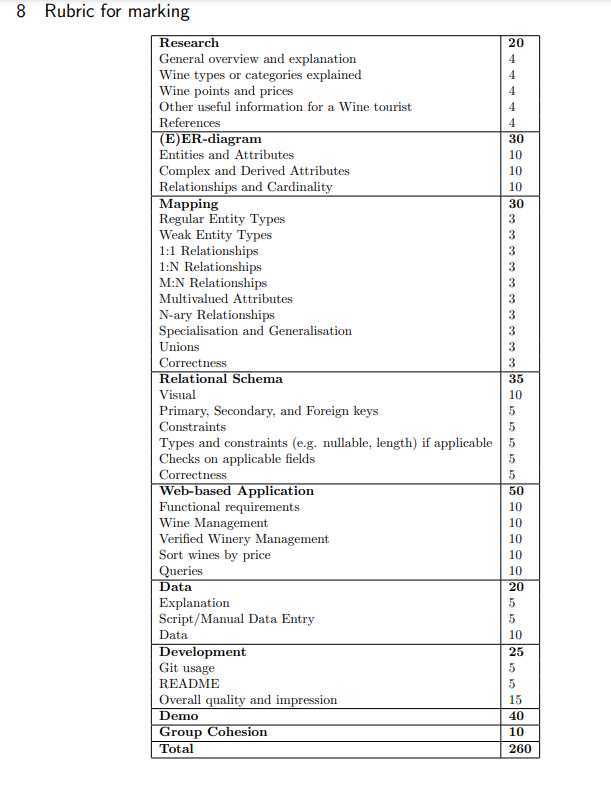 8 Rubric for marking
Research 20
General overview and explanation 4
Wine types or categories explained 4
Wine points and prices 4
Other useful information for a Wine tourist 4
References 4
(E)ER-diagram 30
Entities and Attributes 10
Complex and Derived Attributes 10
Relationships and Cardinality 10
Mapping 30
Regular Entity Types 3
Weak Entity Types 3
1:1 Relationships 3
1:N Relationships 3
M:N Relationships 3
Multivalued Attributes 3
N-ary Relationships 3
Specialisation and Generalisation 3
Unions 3
Correctness 3
Relational Schema 35
Visual 10
Primary, Secondary, and Foreign keys 5
Constraints 5
Types and constraints (e.g. nullable, length) if applicable 5
Checks on applicable fields 5
Correctness 5
Web-based Application 50
Functional requirements 10
Wine Management 10
Verified Winery Management 10
Sort wines by price 10
Queries 10
Data 20
Explanation 5
Script/Manual Data Entry 5
Data 10
Development 25
Git usage 5
README 5
Overall quality and impression 15
Demo 40
Group Cohesion 10
Total 260